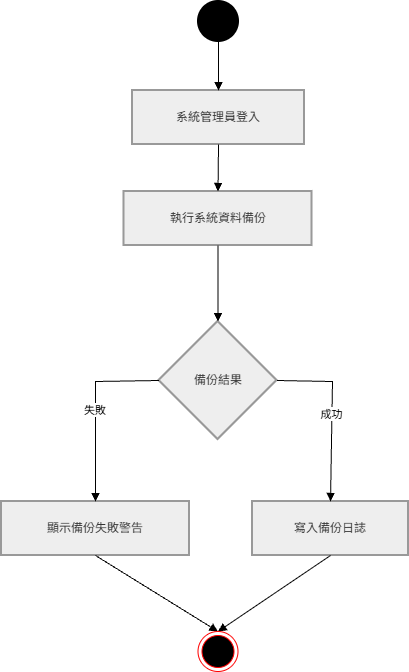 系統管理員登入
執行系統資料備份
備份結果
失敗
成功
顯示備份失敗警告
寫入備份日誌